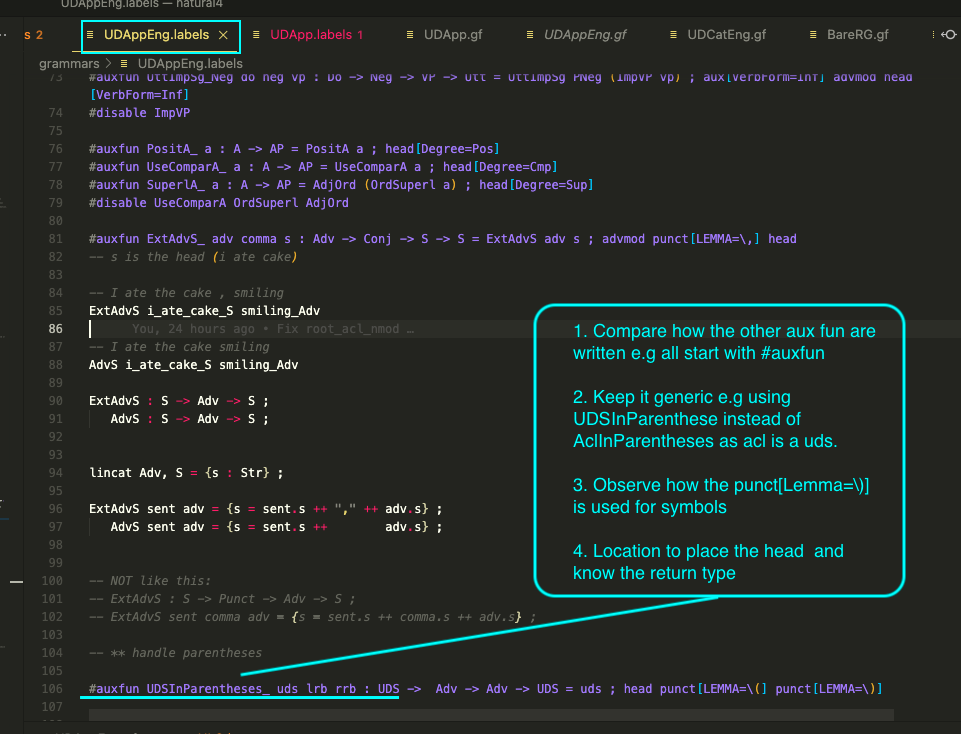 UDAppEng.labels — natural4
s 2 UDAppEng.labels × UDApp.labels 1 UDApp.gf UDAppEng.gf UDCatEng.gf BareRG.gf
grammars > UDAppEng.labels
73 #auxfun UttImpSg_Neg do neg vp : Do -> Neg -> VP -> Utt = UttImpSg PNeg (ImpVP vp) ; aux[VerbForm=Inf] advmod head
[VerbForm=Inf]
74 #disable ImpVP
75
76 #auxfun PositA_ a : A -> AP = PositA a ; head[Degree=Pos]
77 #auxfun UseComparA_ a : A -> AP = UseComparA a ; head[Degree=Cmp]
78 #auxfun SuperlA_ a : A -> AP = AdjOrd (OrdSuperl a) ; head[Degree=Sup]
79 #disable UseComparA OrdSuperl AdjOrd
80
81 #auxfun ExtAdvS_ adv comma s : Adv -> Conj -> S -> S = ExtAdvS adv s ; advmod punct[LEMMA=\,] head
82 -- s is the head (i ate cake)
83
84 -- I ate the cake , smiling
85 ExtAdvS i_ate_cake_S smiling_Adv
86 You, 24 hours ago • Fix root_acl_nmod …
87 -- I ate the cake smiling
88 AdvS i_ate_cake_S smiling_Adv
89
90 ExtAdvS : S -> Adv -> S ;
91 AdvS : S -> Adv -> S ;
92
93
94 lincat Adv, S = {s : Str} ;
95
96 ExtAdvS sent adv = {s = sent.s ++ "," ++ adv.s} ;
97 AdvS sent adv = {s = sent.s ++ adv.s} ;
98
99
100 -- NOT like this:
101 -- ExtAdvS : S -> Punct -> Adv -> S ;
102 -- ExtAdvS sent comma adv = {s = sent.s ++ comma.s ++ adv.s} ;
103
104 -- ** handle parentheses
105
106 #auxfun UDSInParentheses_ uds lrb rrb : UDS -> Adv -> Adv -> UDS = uds ; head punct[LEMMA=\(] punct[LEMMA=\)]
107
1. Compare how the other aux fun are
written e.g all start with #auxfun
2. Keep it generic e.g using
UDSInParenthese instead of
AclInParentheses as acl is a uds.
3. Observe how the punct[Lemma=\)]
is used for symbols
4. Location to place the head and
know the return type